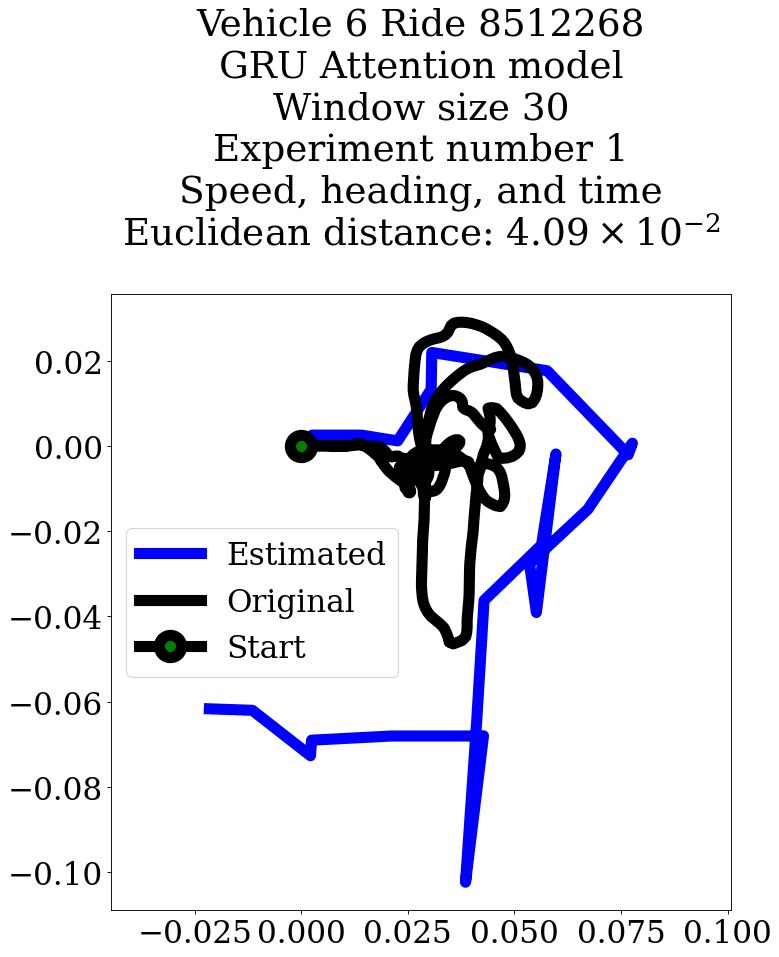 Vehicle 6 Ride 8512268
GRU Attention model
Window size 30
Experiment number 1
Speed, heading, and time
Euclidean distance: 4.09 × 10⁻²
0.02
0.00
−0.02
−0.04
−0.06
−0.08
−0.10
Estimated
Original
Start
−0.025 0.000 0.025 0.050 0.075 0.100